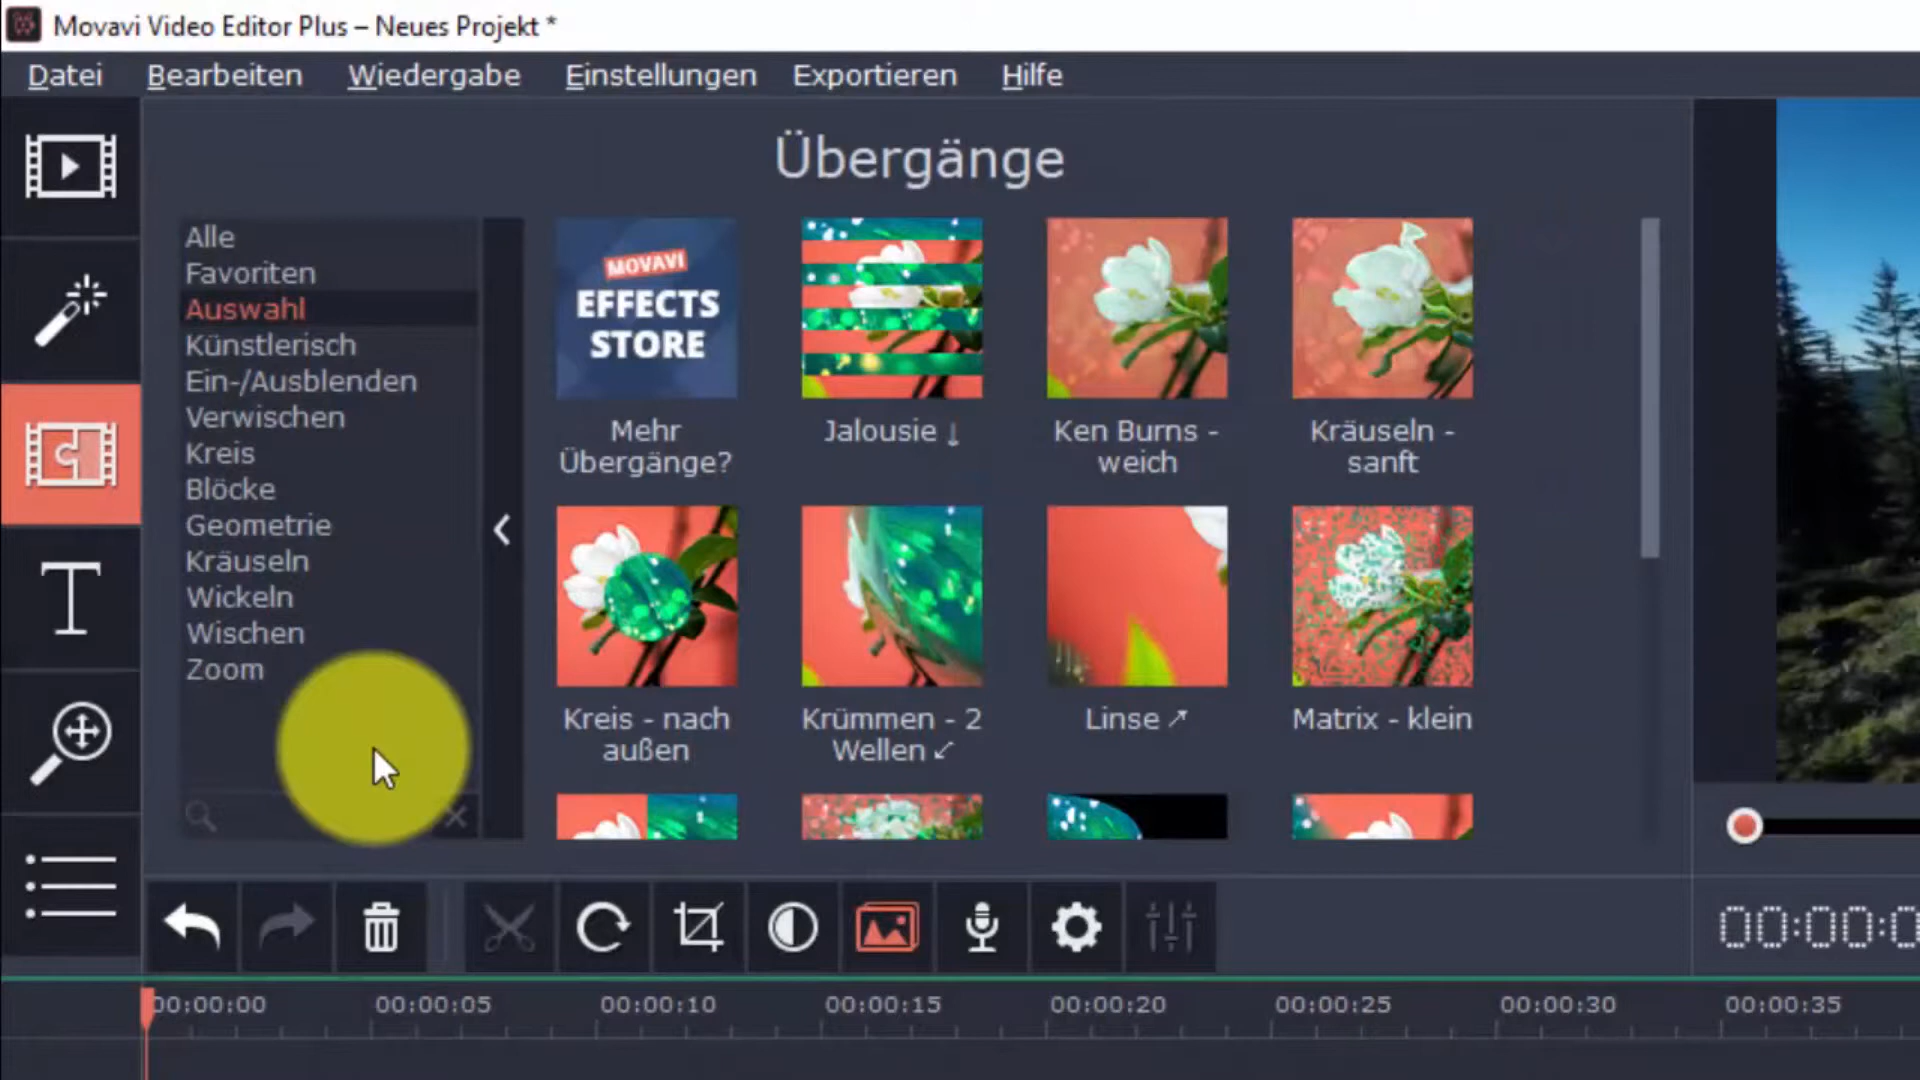 Movavi Video Editor Plus – Neues Projekt *
Datei Bearbeiten Wiedergabe Einstellungen Exportieren Hilfe
Übergänge
Alle
Favoriten
Auswahl
Künstlerisch
Ein-/Ausblenden
Verwischen
Kreis
Blöcke
Geometrie
Kräuseln
Wickeln
Wischen
Zoom
MOVAVI
EFFECTS
STORE
Mehr
Übergänge?
Jalousie ↓
Ken Burns -
weich
Kräuseln -
sanft
Kreis - nach
außen
Krümmen - 2
Wellen ↙
Linse ↗
Matrix - klein
00:00:0
00:00:00 00:00:05 00:00:10 00:00:15 00:00:20 00:00:25 00:00:30 00:00:35